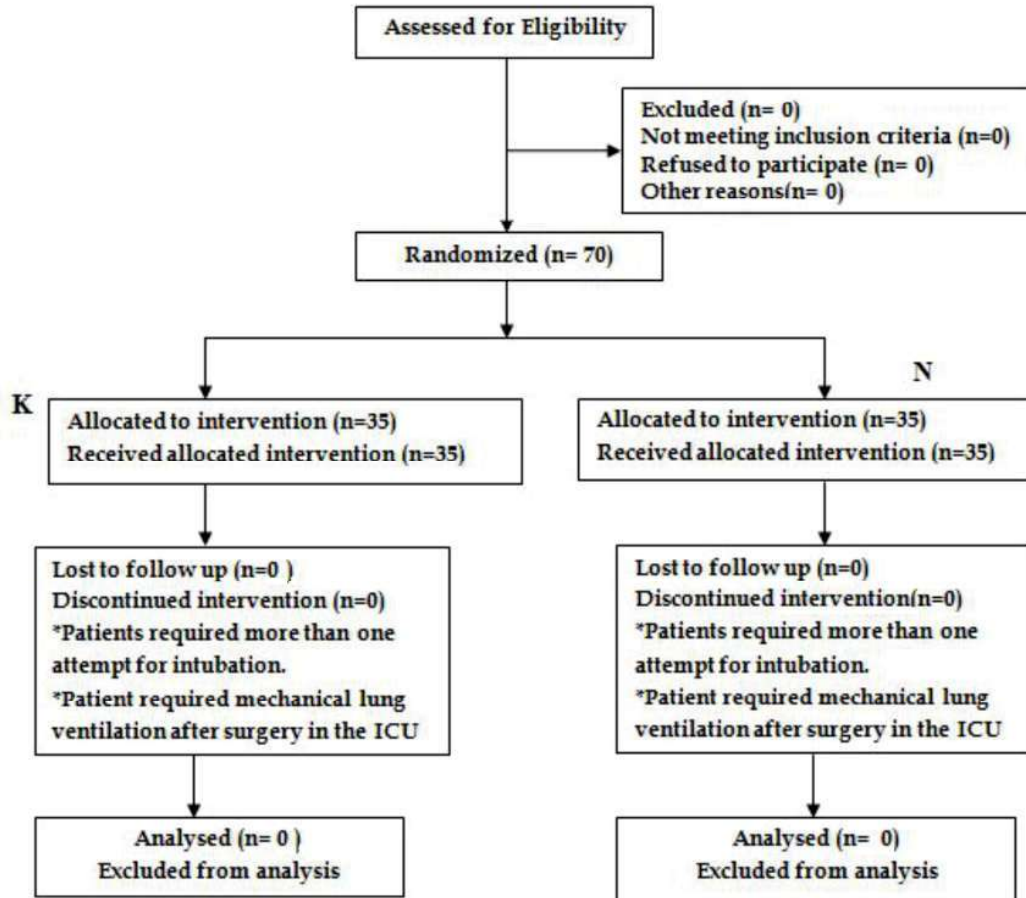 Assessed for Eligibility
Excluded (n= 0)
Not meeting inclusion criteria (n=0)
Refused to participate (n= 0)
Other reasons(n= 0)
Randomized (n= 70)
K
Allocated to intervention (n=35)
Received allocated intervention (n=35)
N
Allocated to intervention (n=35)
Received allocated intervention (n=35)
Lost to follow up (n=0 )
Discontinued intervention (n=0)
*Patients required more than one
attempt for intubation.
*Patient required mechanical lung
ventilation after surgery in the ICU
Lost to follow up (n=0)
Discontinued intervention(n=0)
*Patients required more than one
attempt for intubation.
*Patient required mechanical lung
ventilation after surgery in the ICU
Analysed (n= 0 )
Excluded from analysis
Analysed (n=  0)
Excluded from analysis